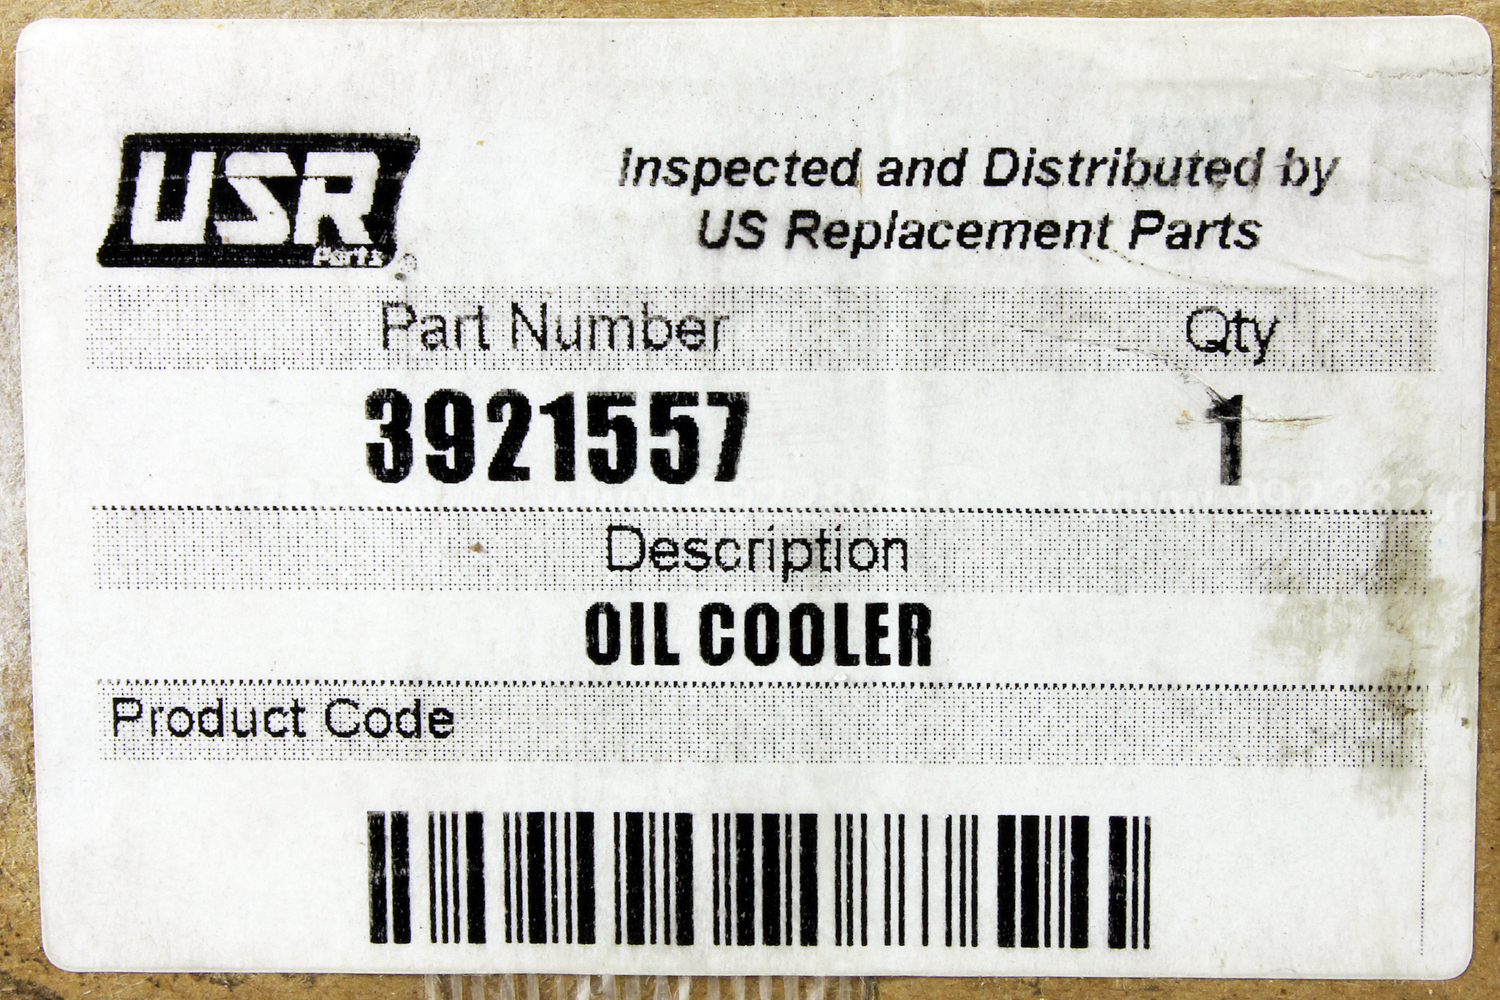 USR
Parts ®
Inspected and Distributed by
US Replacement Parts
Part Number Qty
3921557 1
Description
OIL COOLER
Product Code